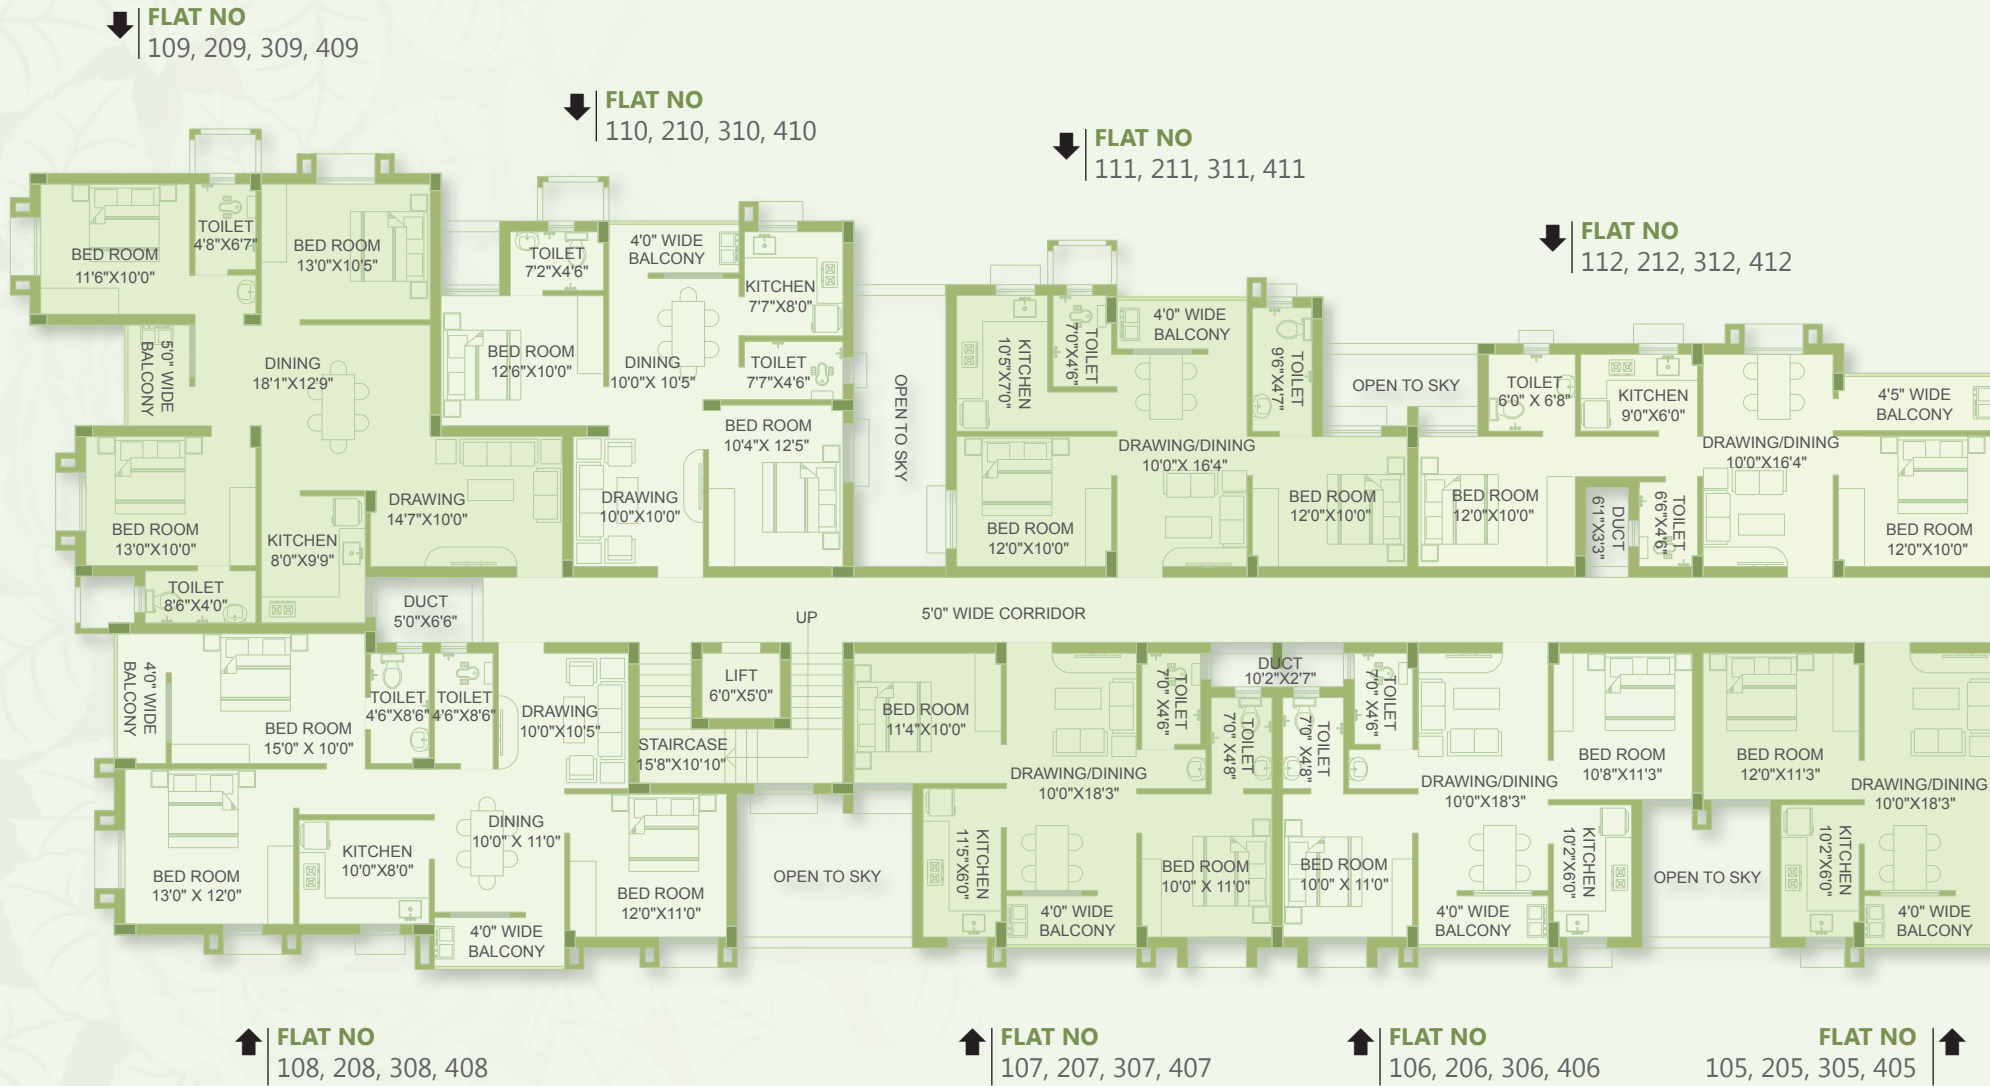 FLAT NO
109, 209, 309, 409
FLAT NO
110, 210, 310, 410
FLAT NO
111, 211, 311, 411
FLAT NO
112, 212, 312, 412
BED ROOM
11'6"X10'0"
TOILET
4'8"X6'7"
BED ROOM
13'0"X10'5"
5'0" WIDE
BALCONY
DINING
18'1"X12'9"
BED ROOM
13'0"X10'0"
KITCHEN
8'0"X9'9"
DRAWING
14'7"X10'0"
TOILET
8'6"X4'0"
TOILET
7'2"X4'6"
4'0" WIDE
BALCONY
KITCHEN
7'7"X8'0"
BED ROOM
12'6"X10'0"
DINING
10'0"X 10'5"
TOILET
7'7"X4'6"
BED ROOM
10'4"X 12'5"
DRAWING
10'0"X10'0"
OPEN TO SKY
KITCHEN
10'5"X7'0"
TOILET
7'0"X4'6"
4'0" WIDE
BALCONY
TOILET
9'6"X4'7"
DRAWING/DINING
10'0"X 16'4"
BED ROOM
12'0"X10'0"
BED ROOM
12'0"X10'0"
OPEN TO SKY
TOILET
6'0" X 6'8"
KITCHEN
9'0"X6'0"
4'5" WIDE
BALCONY
DRAWING/DINING
10'0"X16'4"
BED ROOM
12'0"X10'0"
DUCT
6'1"X3'3"
TOILET
6'6"X4'6"
BED ROOM
12'0"X10'0"
DUCT
5'0"X6'6"
UP
5'0" WIDE CORRIDOR
4'0" WIDE
BALCONY
BED ROOM
15'0" X 10'0"
TOILET
4'6"X8'6"
TOILET
4'6"X8'6"
DRAWING
10'0"X10'5"
LIFT
6'0"X5'0"
STAIRCASE
15'8"X10'10"
BED ROOM
13'0" X 12'0"
KITCHEN
10'0"X8'0"
DINING
10'0" X 11'0"
4'0" WIDE
BALCONY
BED ROOM
12'0"X11'0"
OPEN TO SKY
BED ROOM
11'4"X10'0"
DRAWING/DINING
10'0"X18'3"
TOILET
7'0" X4'6"
DUCT
10'2"X2'7"
TOILET
7'0" X4'8"
KITCHEN
11'5"X6'0"
4'0" WIDE
BALCONY
BED ROOM
10'0" X 11'0"
TOILET
7'0" X4'8"
TOILET
7'0" X4'6"
BED ROOM
10'0" X 11'0"
DRAWING/DINING
10'0"X18'3"
BED ROOM
10'8"X11'3"
4'0" WIDE
BALCONY
KITCHEN
10'2"X6'0"
BED ROOM
12'0"X11'3"
OPEN TO SKY
KITCHEN
10'2"X6'0"
DRAWING/DINING
10'0"X18'3"
4'0" WIDE
BALCONY
FLAT NO
108, 208, 308, 408
FLAT NO
107, 207, 307, 407
FLAT NO
106, 206, 306, 406
FLAT NO
105, 205, 305, 405